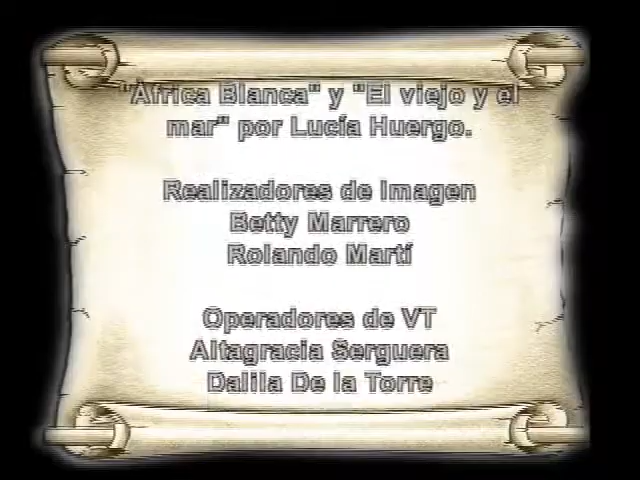 "África Blanca" y "El viejo y el
mar" por Lucía Huergo.
Realizadores de Imagen
Betty Marrero
Rolando Martí
Operadores de VT
Altagracia Serguera
Dalila De la Torre